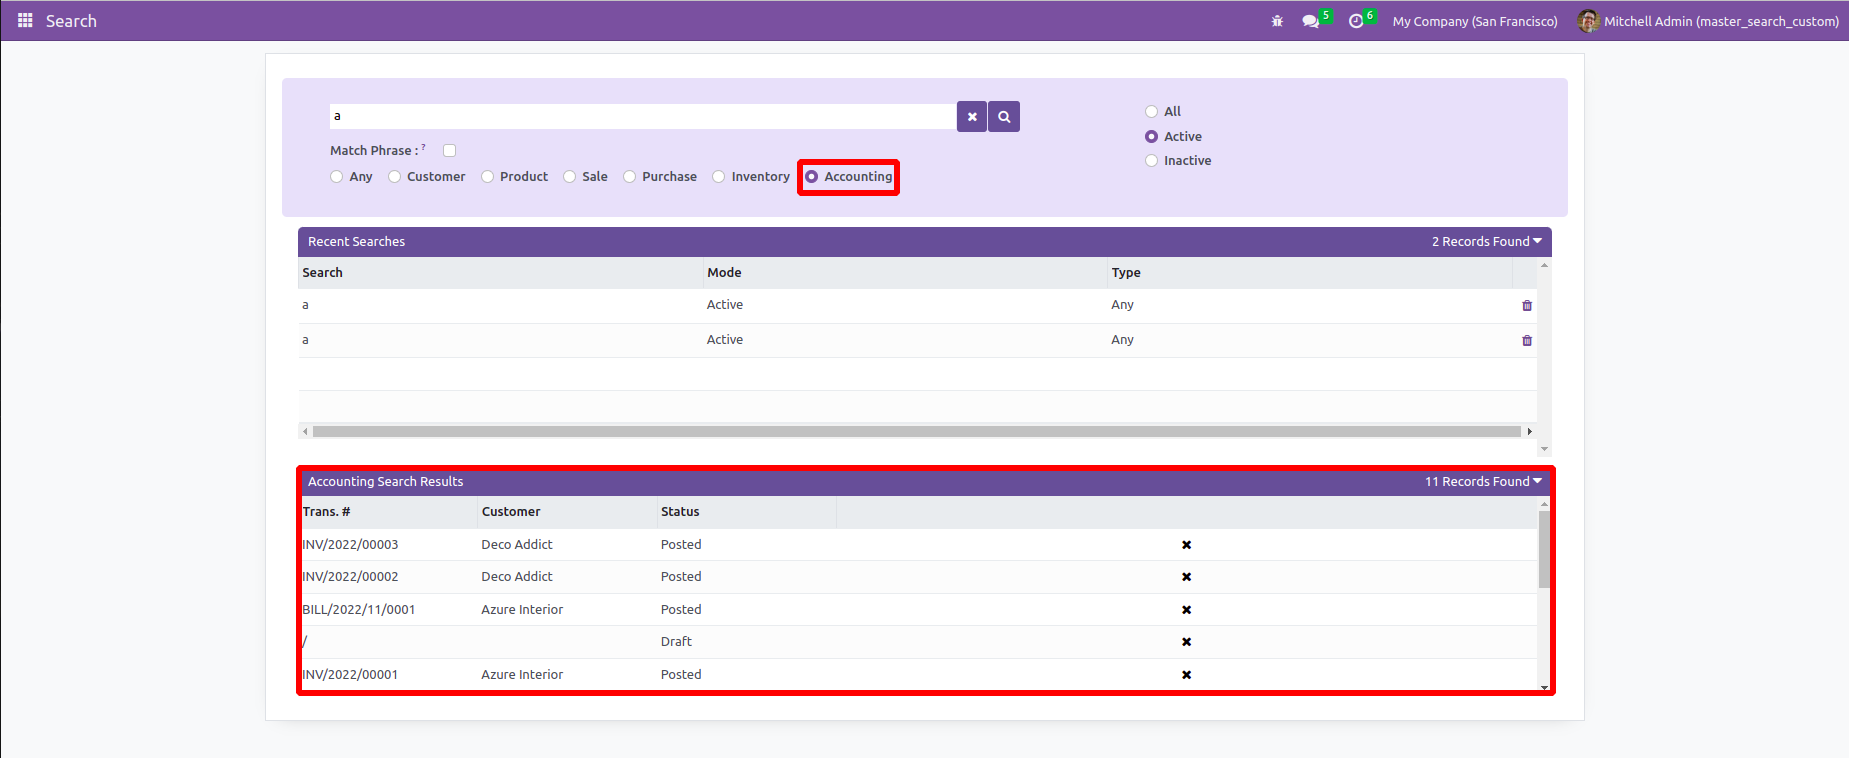 Search 5 6 My Company (San Francisco) Mitchell Admin (master_search_custom)
a
All
Active
Inactive
Match Phrase : ?
Any Customer Product Sale Purchase Inventory Accounting
Recent Searches 2 Records Found
Search Mode Type
a Active Any
a Active Any
Accounting Search Results 11 Records Found
Trans. # Customer Status
INV/2022/00003 Deco Addict Posted
INV/2022/00002 Deco Addict Posted
BILL/2022/11/0001 Azure Interior Posted
/ Draft
INV/2022/00001 Azure Interior Posted